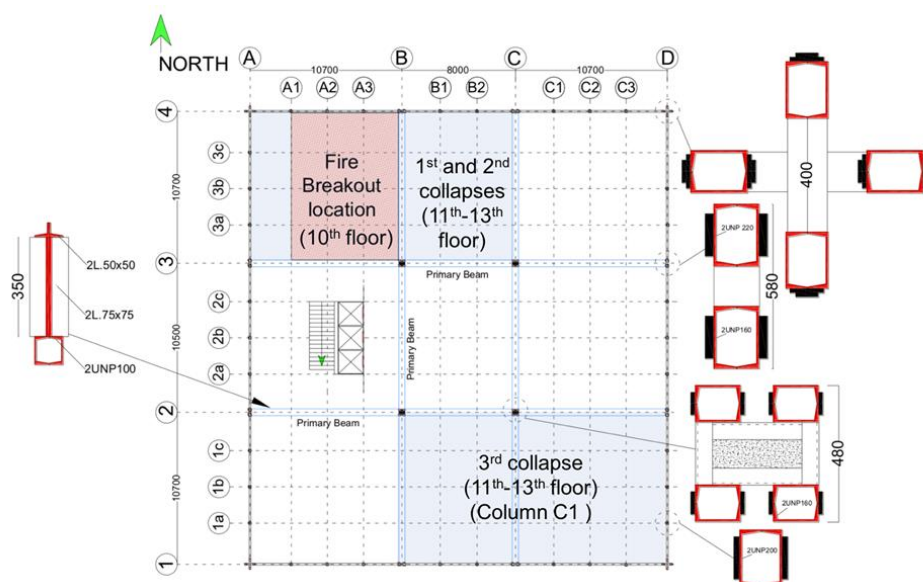 NORTH
A
B
C
D
10700
8000
10700
A1
A2
A3
B1
B2
C1
C2
C3
4
3c
3b
3a
3
2c
2b
2a
2
1c
1b
1a
1
10700
10500
10700
Fire
Breakout
location
(10th floor)
1st and 2nd
collapses
(11th-13th
floor)
Primary Beam
Primary Beam
Primary Beam
3rd collapse
(11th-13th floor)
(Column C1 )
350
2L.50x50
2L.75x75
2UNP100
400
2UNP 220
580
2UNP160
480
2UNP160
2UNP200